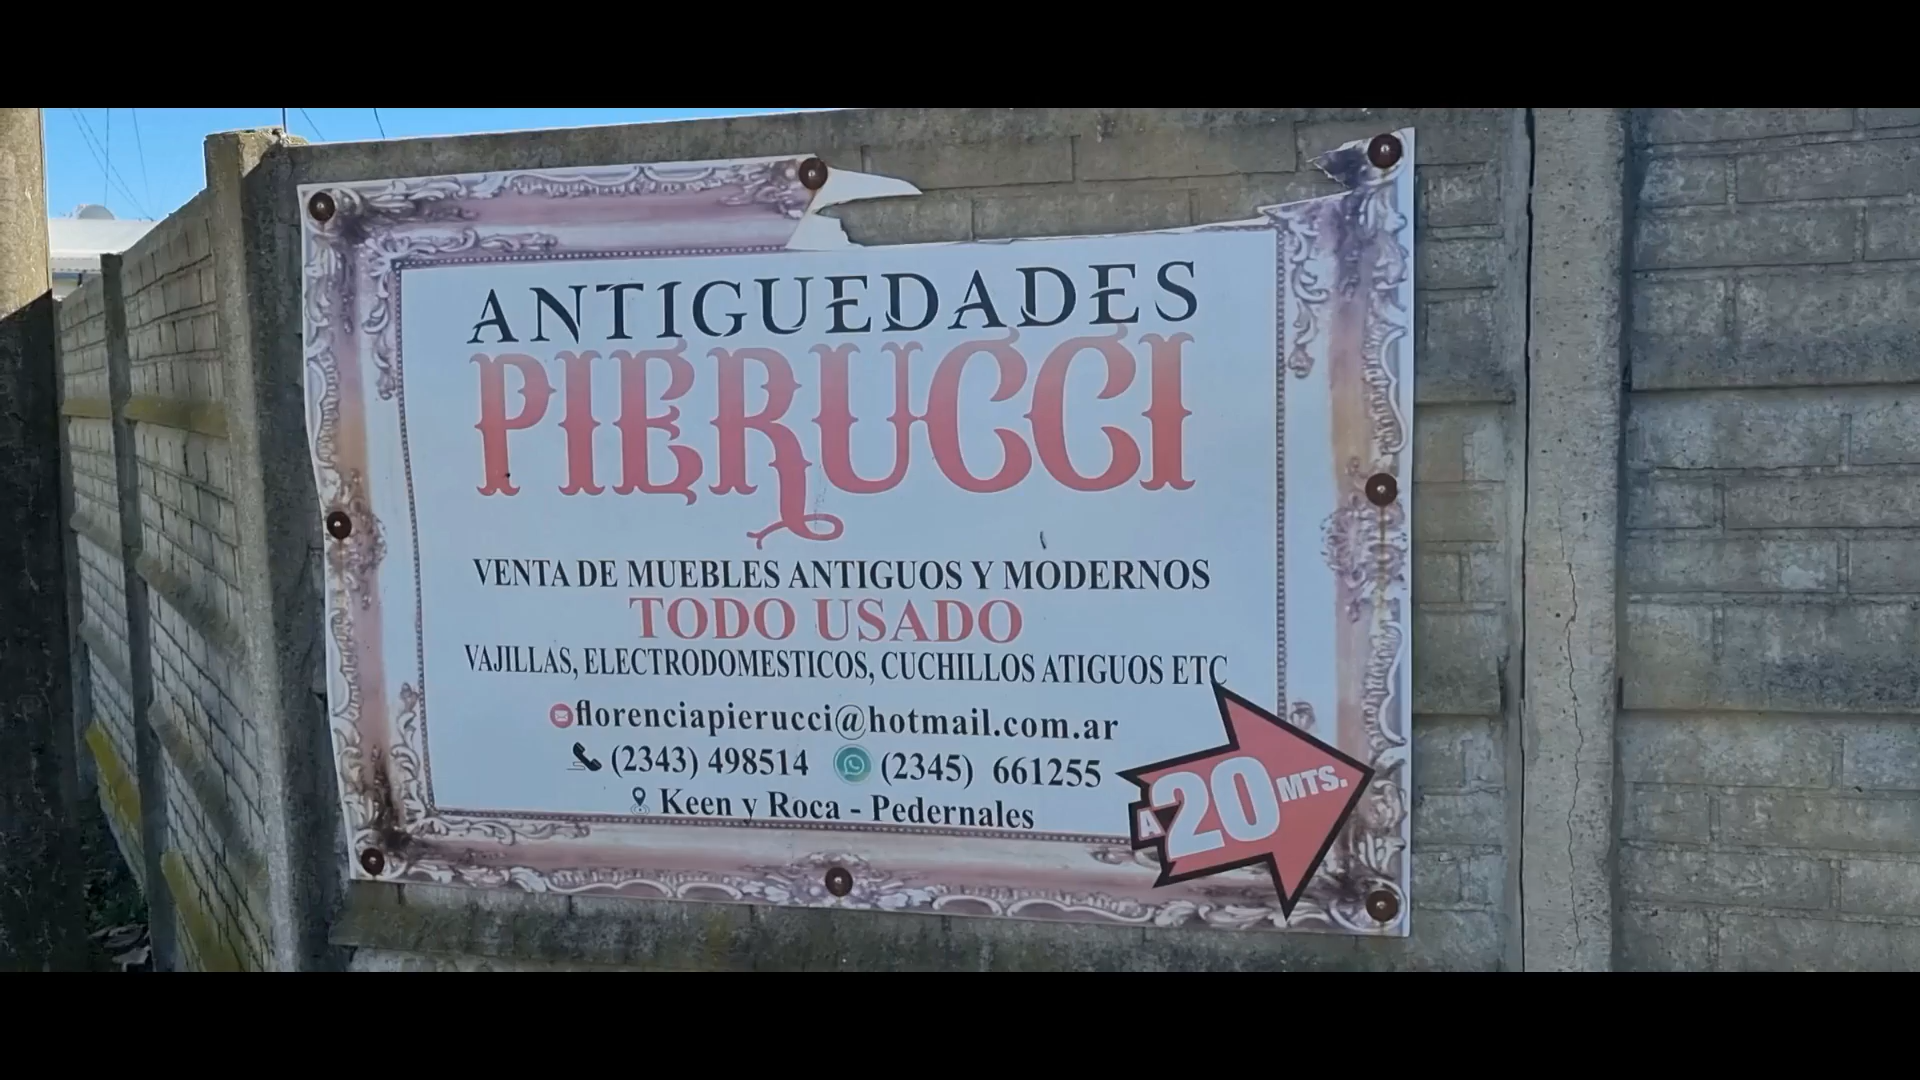 ANTIGUEDADES
PIERUCCI
VENTA DE MUEBLES ANTIGUOS Y MODERNOS
TODO USADO
VAJILLAS, ELECTRODOMESTICOS, CUCHILLOS ATIGUOS ETC
florenciapierucci@hotmail.com.ar
(2343) 498514 (2345) 661255
Keen y Roca - Pedernales
A 20 MTS.